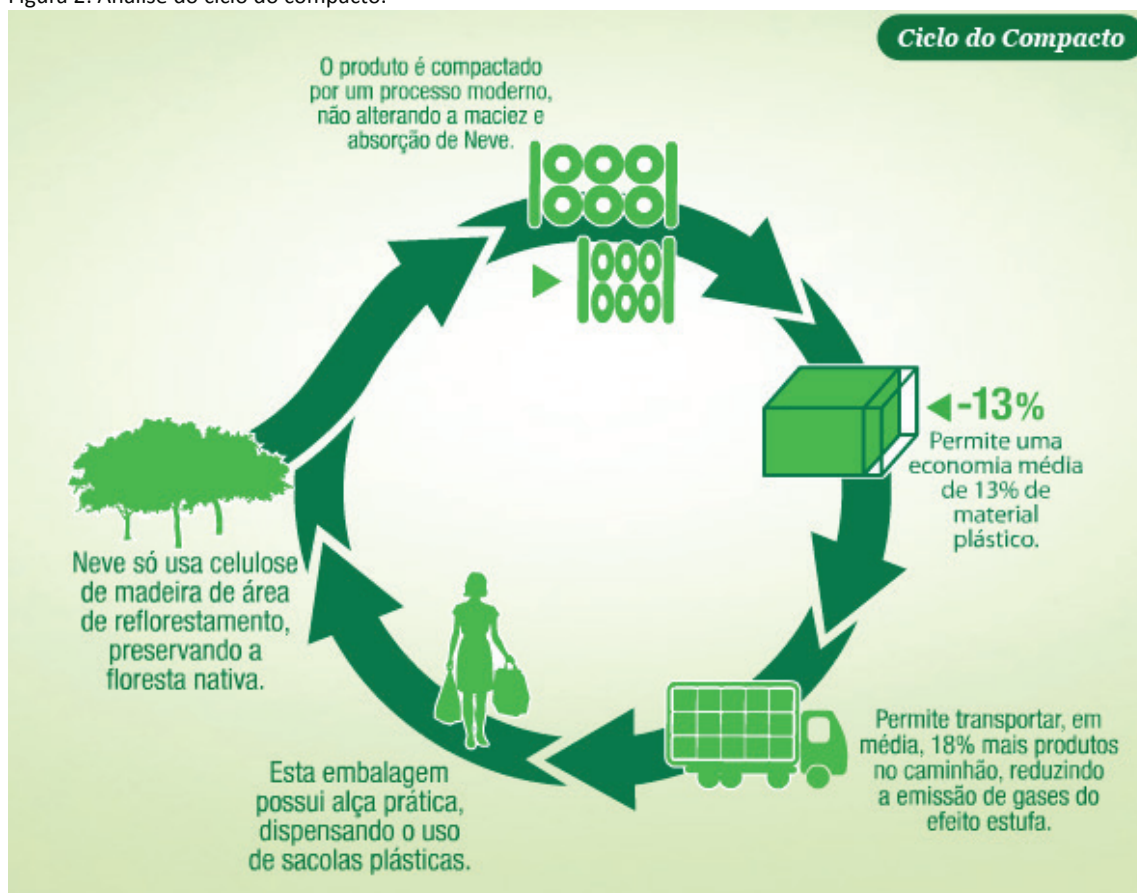 Figura 2. Análise do ciclo do compacto.
Ciclo do Compacto
O produto é compactado
por um processo moderno,
não alterando a maciez e
absorção de Neve.
-13%
Permite uma
economia média
de 13% de
material
plástico.
Permite transportar, em
média, 18% mais produtos
no caminhão, reduzindo
a emissão de gases do
efeito estufa.
Esta embalagem
possui alça prática,
dispensando o uso
de sacolas plásticas.
Neve só usa celulose
de madeira de área
de reflorestamento,
preservando a
floresta nativa.